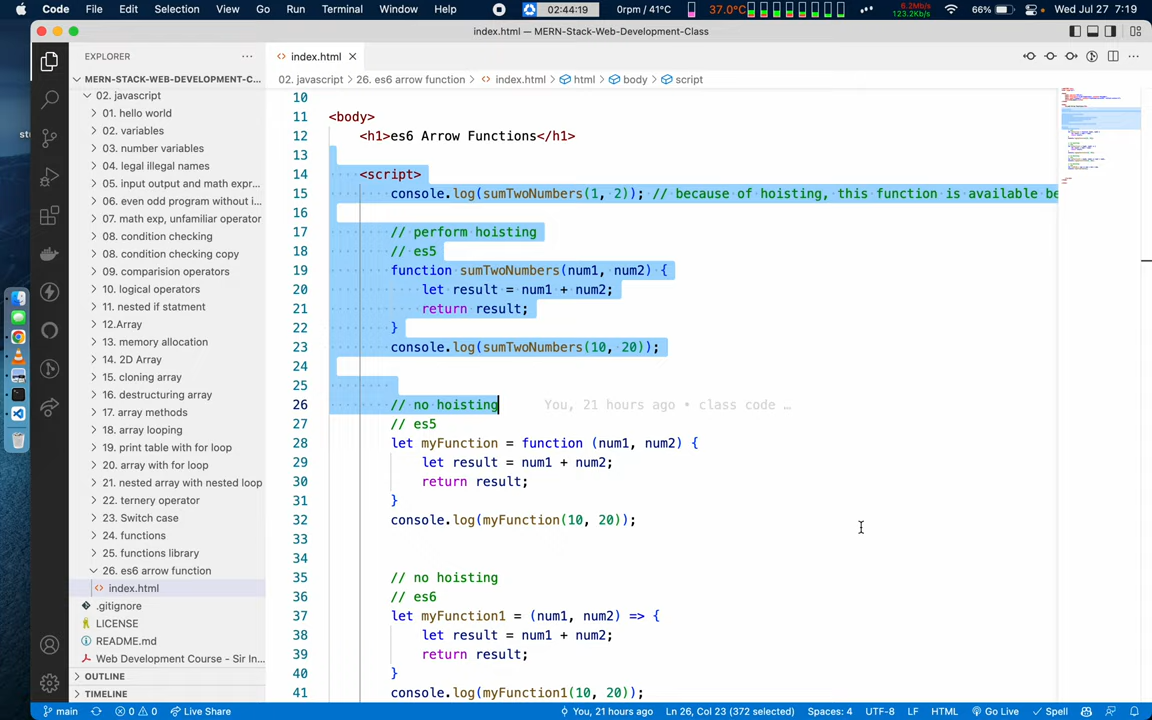 Code File Edit Selection View Go Run Terminal Window Help 02:44:19 0rpm / 41°C 37.0°C 6.2Mb/s 123.2Kb/s 66% Wed Jul 27 7:19
index.html — MERN-Stack-Web-Development-Class
EXPLORER
MERN-STACK-WEB-DEVELOPMENT-C...
02. javascript
01. hello world
02. variables
03. number variables
04. legal illegal names
05. input output and math expr...
06. even odd program without i...
07. math exp, unfamiliar operator
08. condition checking
08. condition checking copy
09. comparision operators
10. logical operators
11. nested if statment
12.Array
13. memory allocation
14. 2D Array
15. cloning array
16. destructuring array
17. array methods
18. array looping
19. print table with for loop
20. array with for loop
21. nested array with nested loop
22. ternery operator
23. Switch case
24. functions
25. functions library
26. es6 arrow function
index.html
.gitignore
LICENSE
README.md
Web Development Course - Sir In...
OUTLINE
TIMELINE
index.html
02. javascript > 26. es6 arrow function > index.html > html > body > script
10
11 <body>
12 <h1>es6 Arrow Functions</h1>
13
14 <script>
15 console.log(sumTwoNumbers(1, 2)); // because of hoisting, this function is available be
16
17 // perform hoisting
18 // es5
19 function sumTwoNumbers(num1, num2) {
20 let result = num1 + num2;
21 return result;
22 }
23 console.log(sumTwoNumbers(10, 20));
24
25
26 // no hoisting You, 21 hours ago • class code …
27 // es5
28 let myFunction = function (num1, num2) {
29 let result = num1 + num2;
30 return result;
31 }
32 console.log(myFunction(10, 20));
33
34
35 // no hoisting
36 // es6
37 let myFunction1 = (num1, num2) => {
38 let result = num1 + num2;
39 return result;
40 }
41 console.log(myFunction1(10, 20));
main 0 0 Live Share You, 21 hours ago Ln 26, Col 23 (372 selected) Spaces: 4 UTF-8 LF HTML Go Live Spell